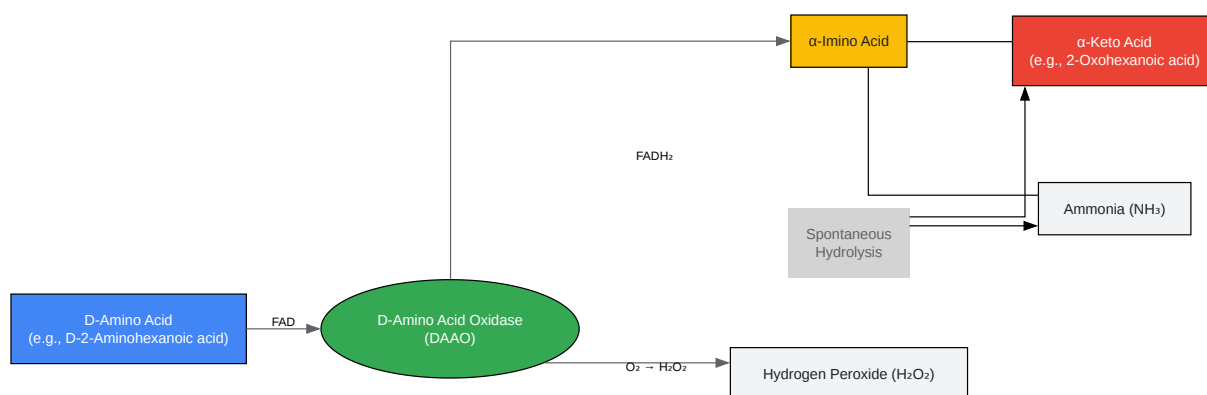 α-Imino Acid
α-Keto Acid
(e.g., 2-Oxohexanoic acid)
FADH₂
Ammonia (NH₃)
Spontaneous
Hydrolysis
D-Amino Acid
(e.g., D-2-Aminohexanoic acid)
FAD
D-Amino Acid Oxidase
(DAAO)
O₂ → H₂O₂
Hydrogen Peroxide (H₂O₂)